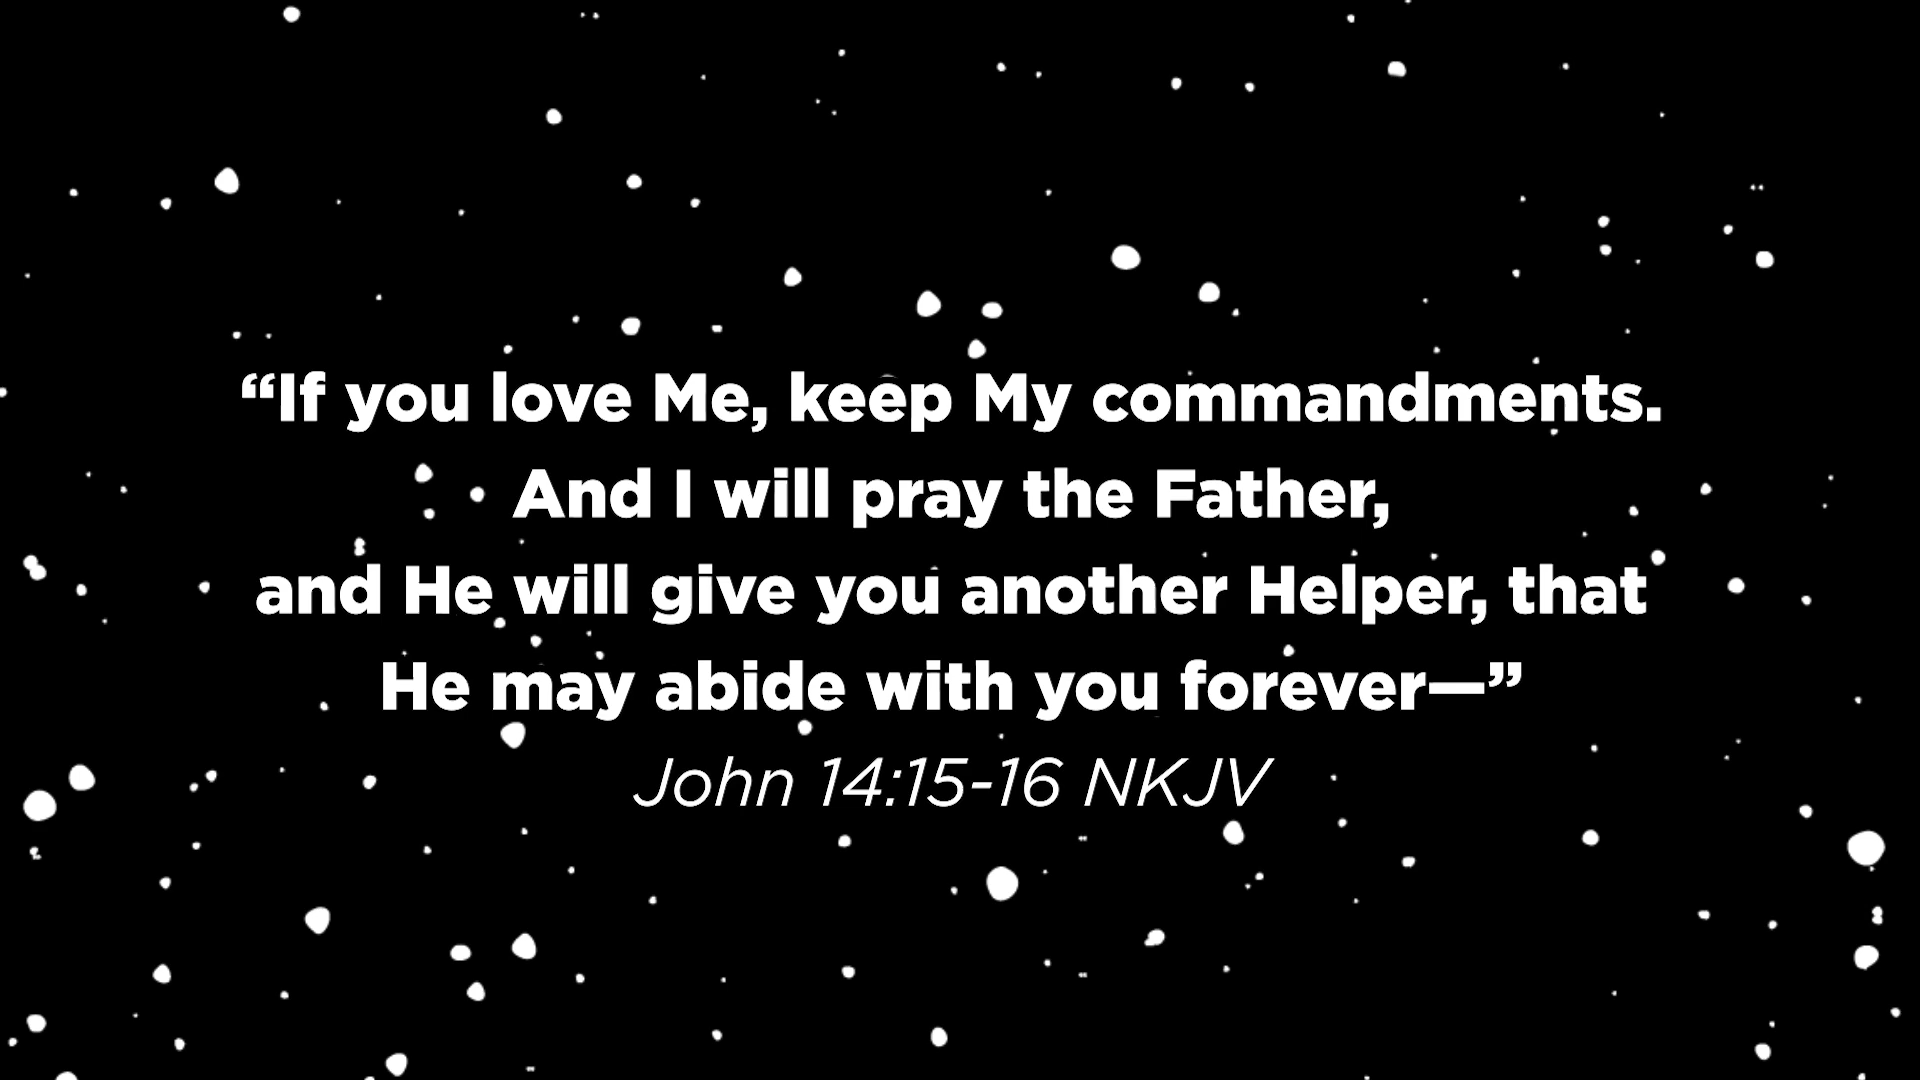 “If you love Me, keep My commandments.
And I will pray the Father,
and He will give you another Helper, that
He may abide with you forever—”
John 14:15-16 NKJV